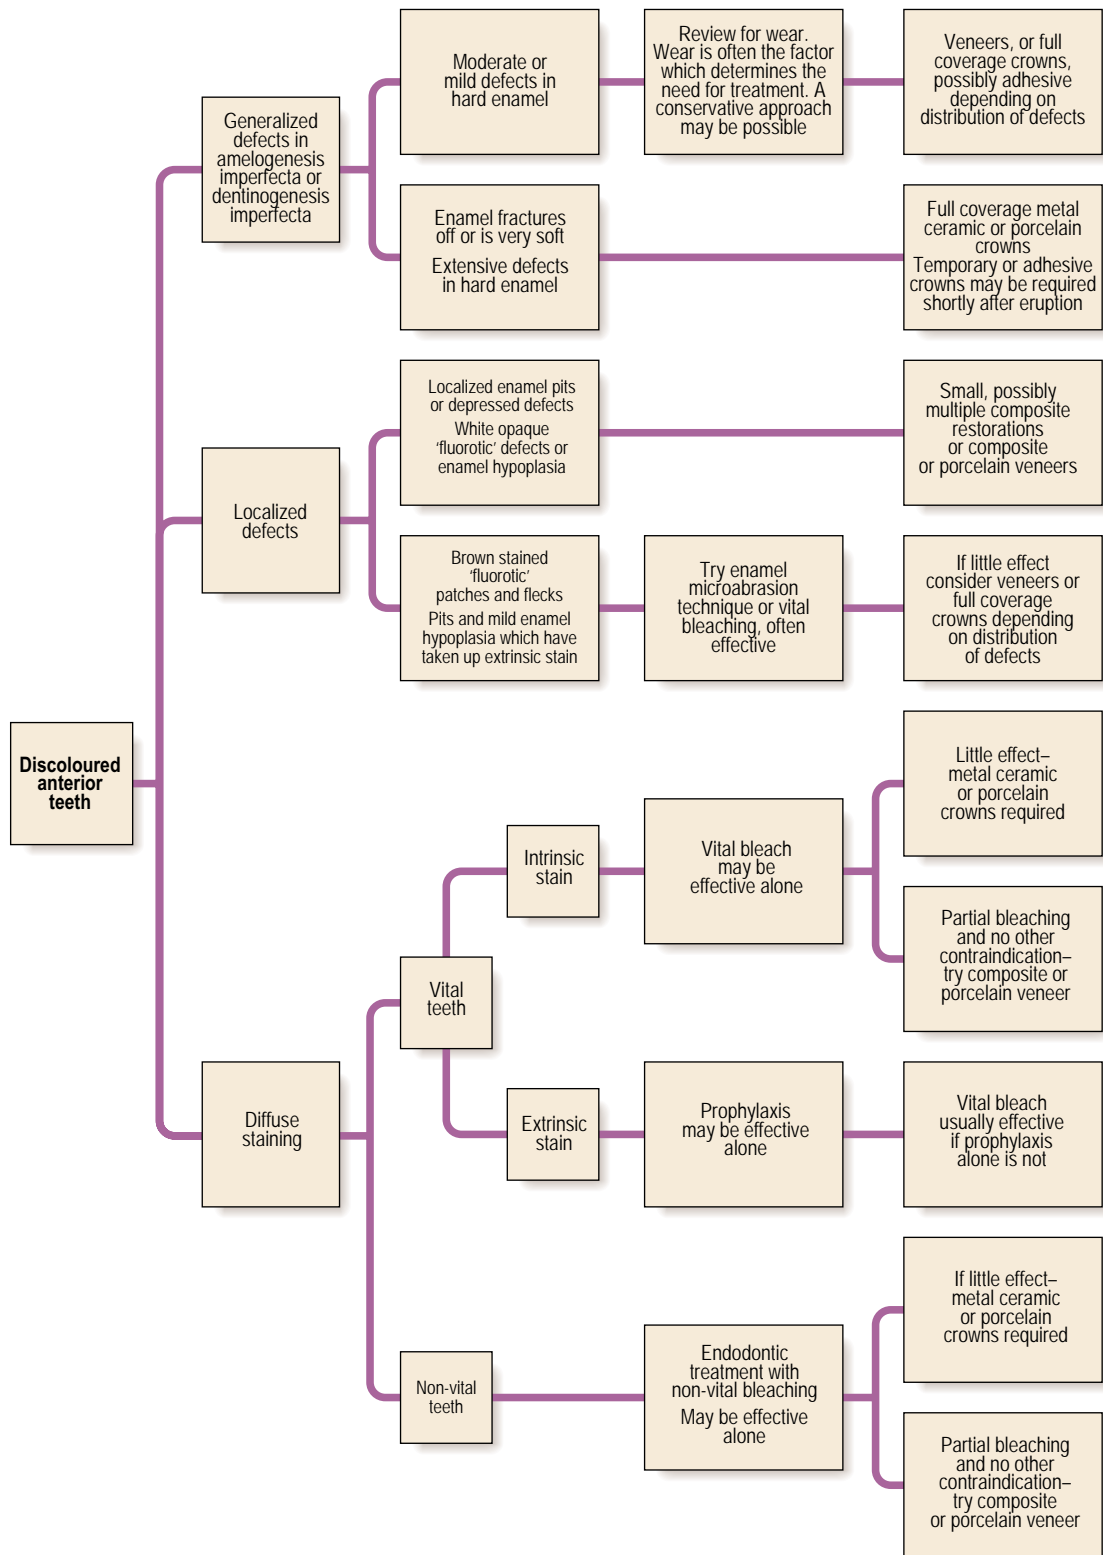 Moderate or
mild defects in
hard enamel
Review for wear.
Wear is often the factor
which determines the
need for treatment. A
conservative approach
may be possible
Veneers, or full
coverage crowns,
possibly adhesive
depending on
distribution of defects
Generalized
defects in
amelogenesis
imperfecta or
dentinogenesis
imperfecta
Enamel fractures
off or is very soft
Extensive defects
in hard enamel
Full coverage metal
ceramic or porcelain
crowns
Temporary or adhesive
crowns may be required
shortly after eruption
Localized enamel pits
or depressed defects
White opaque
'fluorotic' defects or
enamel hypoplasia
Small, possibly
multiple composite
restorations
or composite
or porcelain veneers
Localized
defects
Brown stained
'fluorotic'
patches and flecks
Pits and mild enamel
hypoplasia which have
taken up extrinsic stain
Try enamel
microabrasion
technique or vital
bleaching, often
effective
If little effect
consider veneers or
full coverage
crowns depending
on distribution
of defects
Discoloured
anterior
teeth
Little effect–
metal ceramic
or porcelain
crowns required
Intrinsic
stain
Vital bleach
may be
effective alone
Partial bleaching
and no other
contraindication–
try composite or
porcelain veneer
Vital
teeth
Diffuse
staining
Extrinsic
stain
Prophylaxis
may be effective
alone
Vital bleach
usually effective
if prophylaxis
alone is not
If little effect–
metal ceramic
or porcelain
crowns required
Non-vital
teeth
Endodontic
treatment with
non-vital bleaching
May be effective
alone
Partial bleaching
and no other
contraindication–
try composite
or porcelain veneer